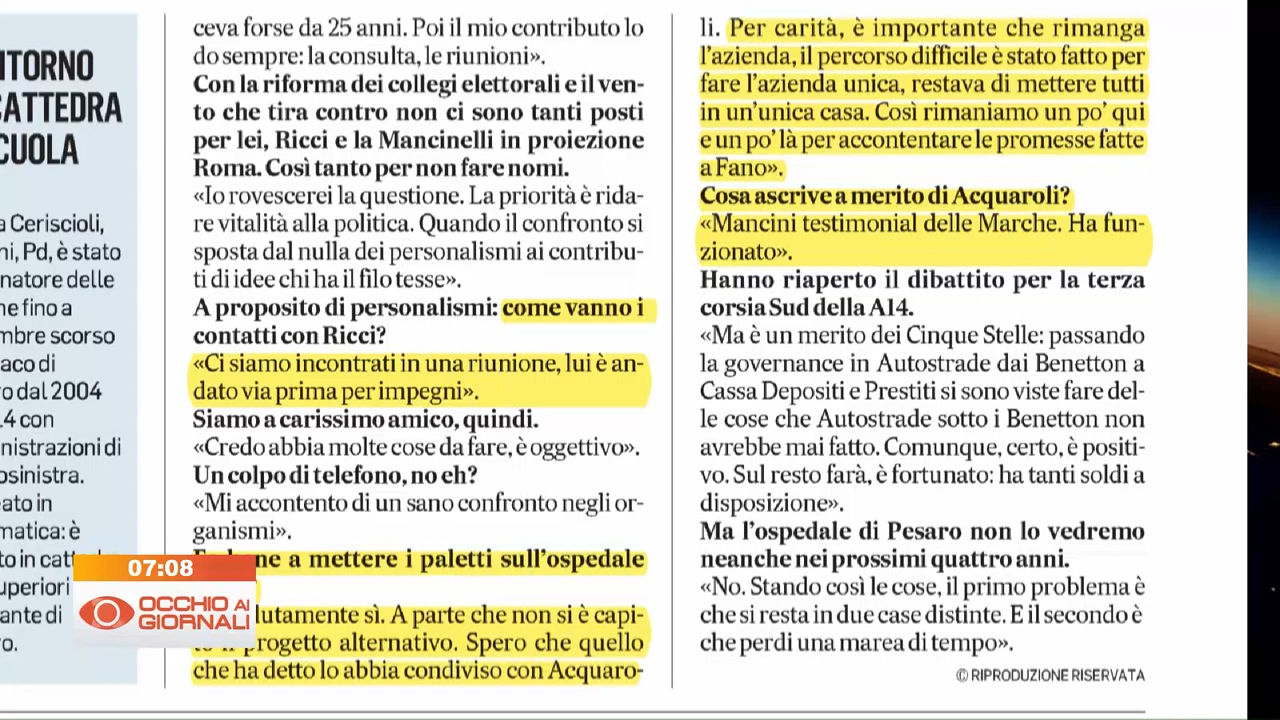 ITORNO
CATTEDRA
CUOLA
a Ceriscioli,
ni, Pd, è stato
natore delle
he fino a
mbre scorso
aco di
o dal 2004
14 con
nistrazioni di
osinistra.
ato in
matica: è
to in
uperiori
ante di
o.
ceva forse da 25 anni. Poi il mio contributo lo
do sempre: la consulta, le riunioni».
Con la riforma dei collegi elettorali e il ven-
to che tira contro non ci sono tanti posti
per lei, Ricci e la Mancinelli in proiezione
Roma. Così tanto per non fare nomi.
«Io rovescerei la questione. La priorità è rida-
re vitalità alla politica. Quando il confronto si
sposta dal nulla dei personalismi ai contribu-
ti di idee chi ha il filo tesse».
A proposito di personalismi: come vanno i
contatti con Ricci?
«Ci siamo incontrati in una riunione, lui è an-
dato via prima per impegni».
Siamo a carissimo amico, quindi.
«Credo abbia molte cose da fare, è oggettivo».
Un colpo di telefono, no eh?
«Mi accontento di un sano confronto negli or-
ganismi».
ne a mettere i paletti sull'ospedale
lutamente sì. A parte che non si è capi-
to il progetto alternativo. Spero che quello
che ha detto lo abbia condiviso con Acquaro-
li. Per carità, è importante che rimanga
l'azienda, il percorso difficile è stato fatto per
fare l'azienda unica, restava di mettere tutti
in un'unica casa. Così rimaniamo un po' qui
e un po' là per accontentare le promesse fatte
a Fano».
Cosa ascrive a merito di Acquaroli?
«Mancini testimonial delle Marche. Ha fun-
zionato».
Hanno riaperto il dibattito per la terza
corsia Sud della A14.
«Ma è un merito dei Cinque Stelle: passando
la governance in Autostrade dai Benetton a
Cassa Depositi e Prestiti si sono viste fare del-
le cose che Autostrade sotto i Benetton non
avrebbe mai fatto. Comunque, certo, è positi-
vo. Sul resto farà, è fortunato: ha tanti soldi a
disposizione».
Ma l'ospedale di Pesaro non lo vedremo
neanche nei prossimi quattro anni.
«No. Stando così le cose, il primo problema è
che si resta in due case distinte. E il secondo è
che perdi una marea di tempo».
© RIPRODUZIONE RISERVATA
07:08
OCCHIO AI
GIORNALI